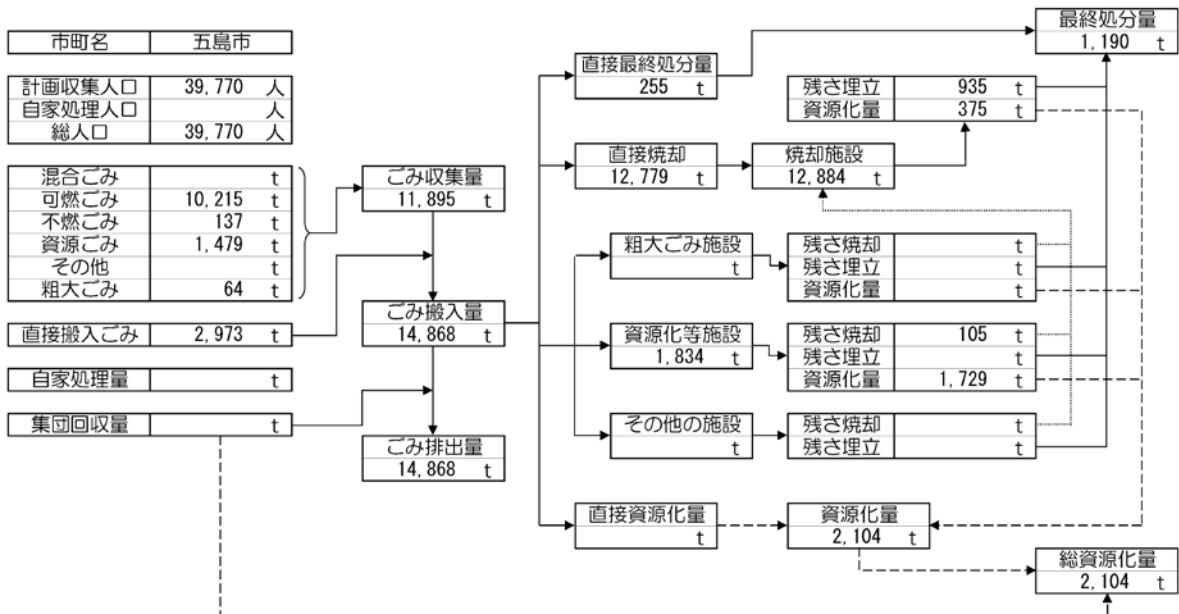 市町名 五島市
計画収集人口 39,770 人
自家処理人口 人
総人口 39,770 人
混合ごみ t
可燃ごみ 10,215 t
不燃ごみ 137 t
資源ごみ 1,479 t
その他 t
粗大ごみ 64 t
直接搬入ごみ 2,973 t
自家処理量 t
集団回収量 t
ごみ収集量
11,895 t
ごみ搬入量
14,868 t
ごみ排出量
14,868 t
直接最終処分量
255 t
直接焼却
12,779 t
焼却施設
12,884 t
残さ埋立 935 t
資源化量 375 t
最終処分量
1,190 t
粗大ごみ施設
t
残さ焼却 t
残さ埋立 t
資源化量 t
資源化等施設
1,834 t
残さ焼却 105 t
残さ埋立 t
資源化量 1,729 t
その他の施設
t
残さ焼却 t
残さ埋立 t
直接資源化量
t
資源化量
2,104 t
総資源化量
2,104 t